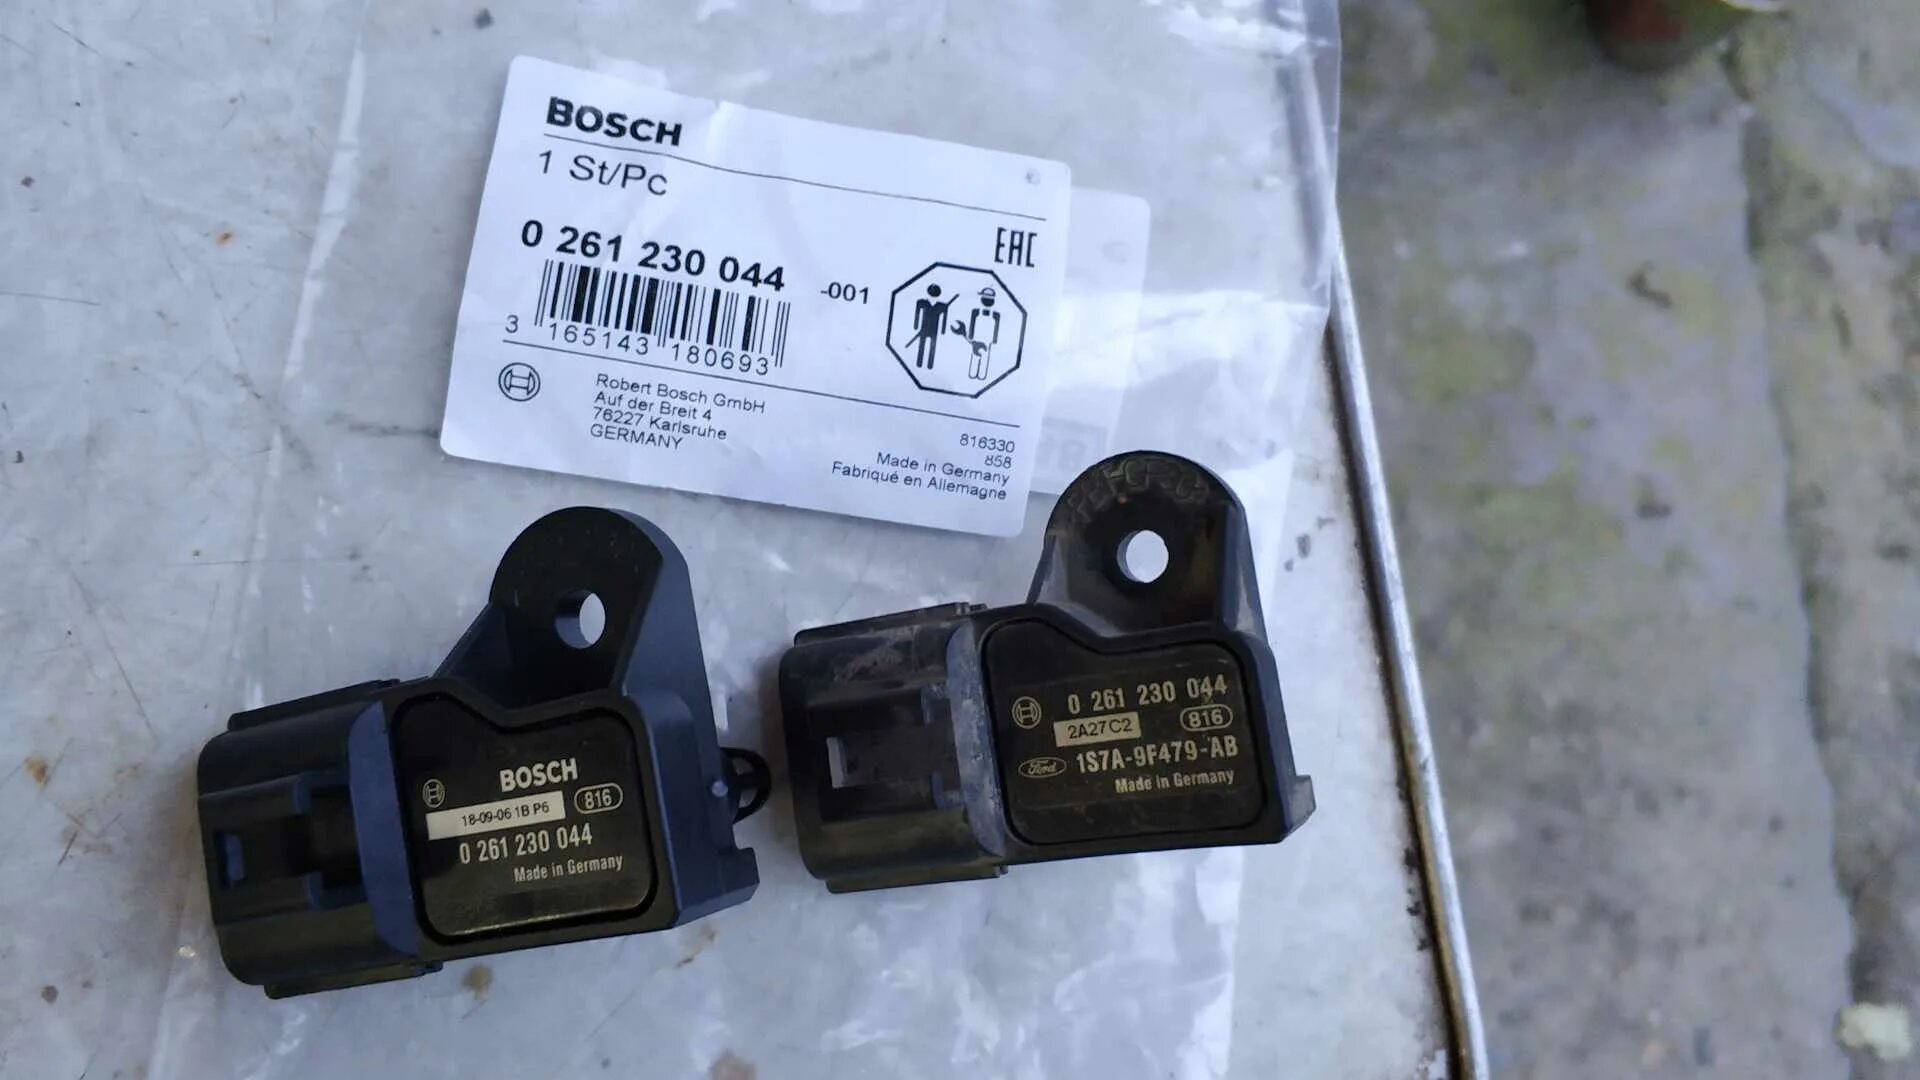 BOSCH
1 St/Pc
EAC
0 261 230 044 -001
3 165143 180693
Robert Bosch GmbH
Auf der Breit 4
76227 Karlsruhe
GERMANY
816330
858
Made in Germany
Fabriqué en Allemagne
BOSCH
18-09-06 1B P6 816
0 261 230 044
Made in Germany
0 261 230 044
2A27C2 816
Ford 1S7A-9F479-AB
Made in Germany